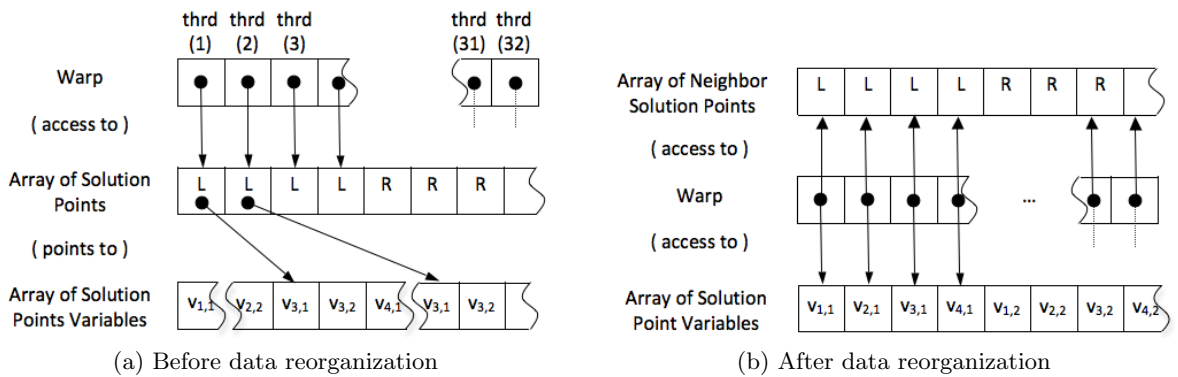 thrd thrd thrd thrd thrd
(1) (2) (3) (31) (32)
Warp
( access to )
Array of Solution
Points
L L L L R R R
( points to )
Array of Solution
Points Variables
v1,1 v2,2 v3,1 v3,2 v4,1 v3,1 v3,2
(a) Before data reorganization
Array of Neighbor
Solution Points
L L L L R R R
( access to )
Warp
...
( access to )
Array of Solution
Point Variables
v1,1 v2,1 v3,1 v4,1 v1,2 v2,2 v3,2 v4,2
(b) After data reorganization